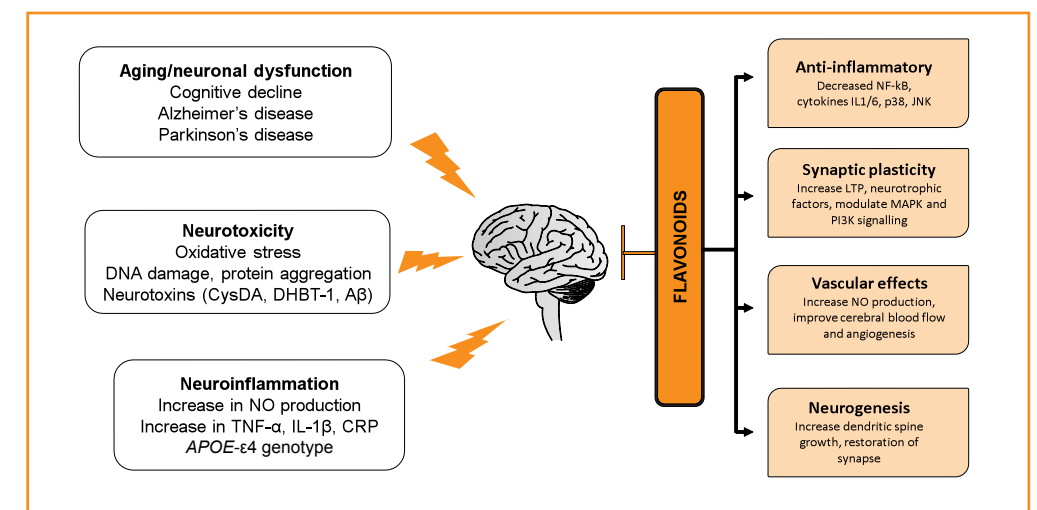 Aging/neuronal dysfunction
Cognitive decline
Alzheimer's disease
Parkinson's disease
Neurotoxicity
Oxidative stress
DNA damage, protein aggregation
Neurotoxins (CysDA, DHBT-1, Aβ)
Neuroinflammation
Increase in NO production
Increase in TNF-α, IL-1β, CRP
APOE-ε4 genotype
FLAVONOIDS
Anti-inflammatory
Decreased NF-kB,
cytokines IL1/6, p38, JNK
Synaptic plasticity
Increase LTP, neurotrophic
factors, modulate MAPK and
PI3K signalling
Vascular effects
Increase NO production,
improve cerebral blood flow
and angiogenesis
Neurogenesis
Increase dendritic spine
growth, restoration of
synapse